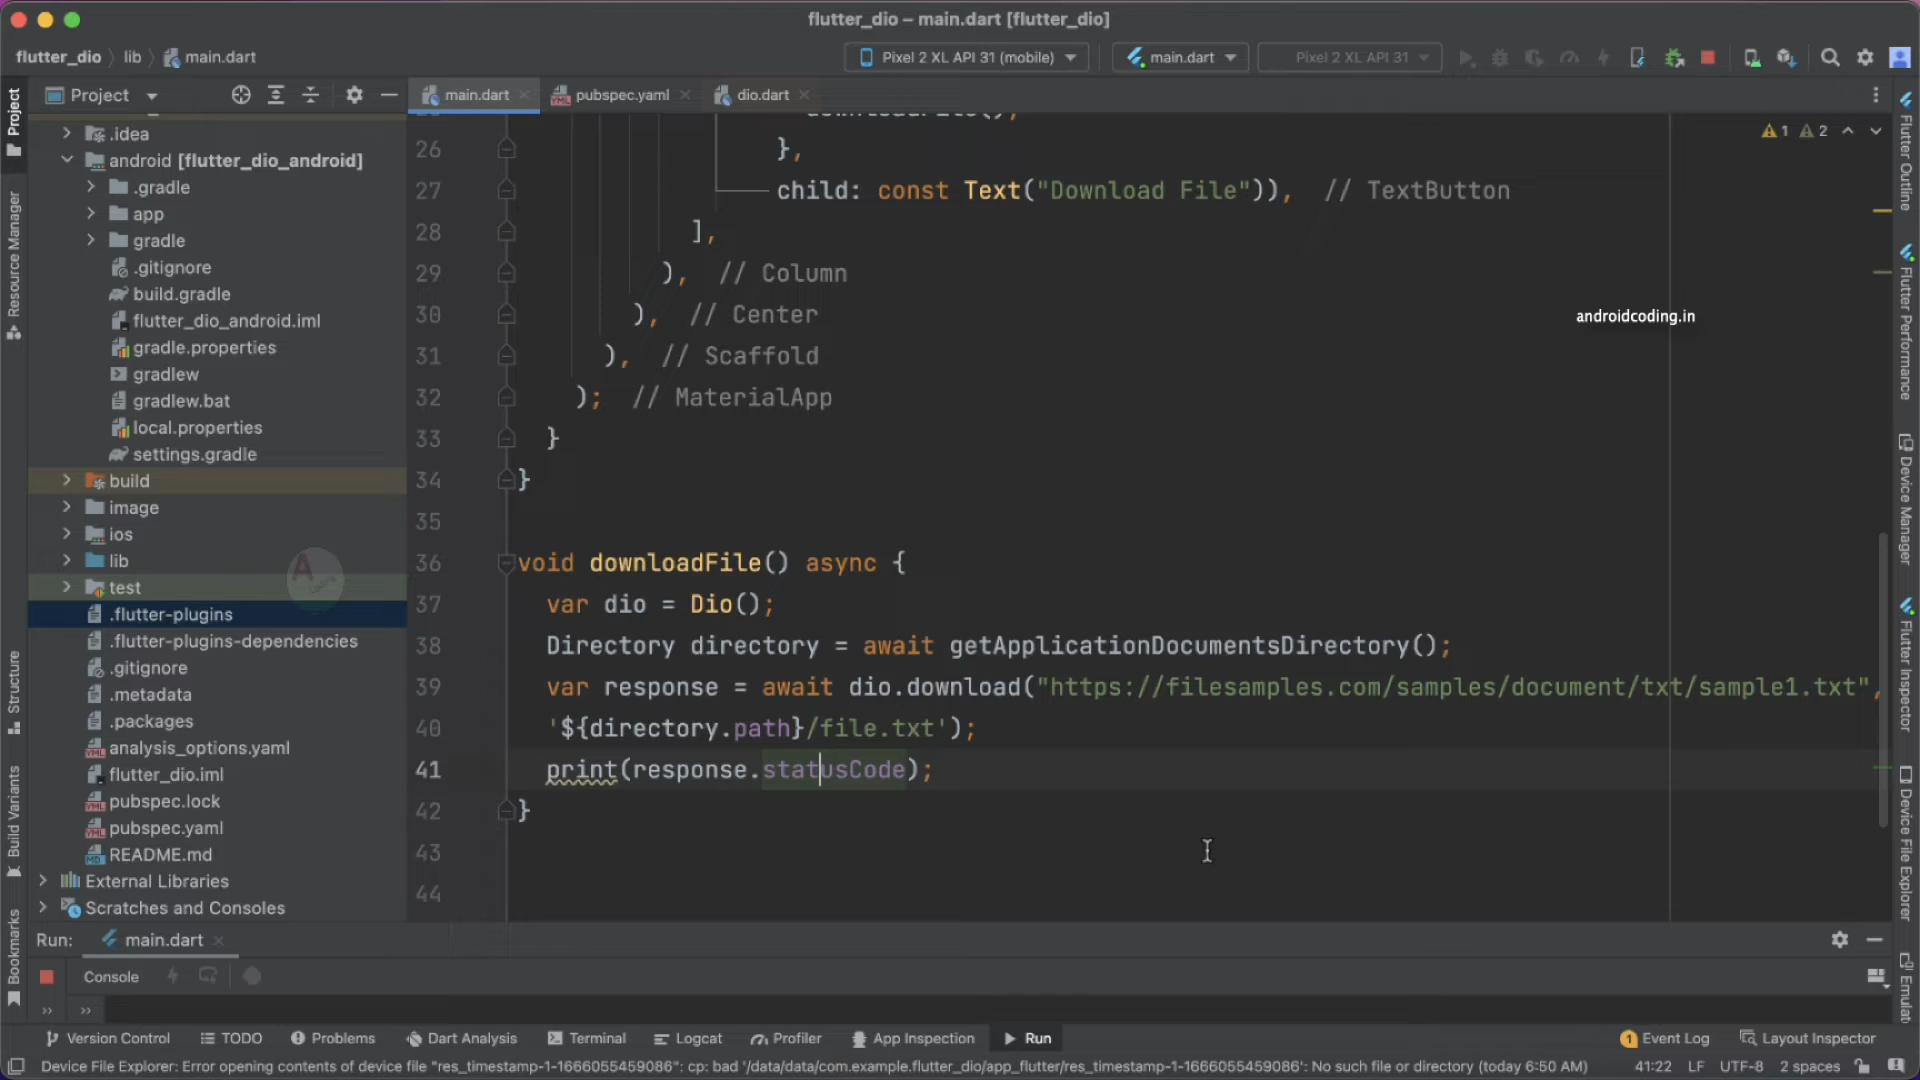 flutter_dio – main.dart [flutter_dio]
flutter_dio lib main.dart
Pixel 2 XL API 31 (mobile)
main.dart
Pixel 2 XL API 31
Project
main.dart
pubspec.yaml
dio.dart
.idea
android [flutter_dio_android]
.gradle
app
gradle
.gitignore
build.gradle
flutter_dio_android.iml
gradle.properties
gradlew
gradlew.bat
local.properties
settings.gradle
build
image
ios
lib
test
.flutter-plugins
.flutter-plugins-dependencies
.gitignore
.metadata
.packages
analysis_options.yaml
flutter_dio.iml
pubspec.lock
pubspec.yaml
README.md
External Libraries
Scratches and Consoles
1 2
26 },
27 child: const Text("Download File")), // TextButton
28 ],
29 ), // Column
30 ), // Center
31 ), // Scaffold
32 ); // MaterialApp
33 }
34 }
35
36 void downloadFile() async {
37 var dio = Dio();
38 Directory directory = await getApplicationDocumentsDirectory();
39 var response = await dio.download("https://filesamples.com/samples/document/txt/sample1.txt",
40 '${directory.path}/file.txt');
41 print(response.statusCode);
42 }
43
44
androidcoding.in
Project
Resource Manager
Structure
Build Variants
Bookmarks
Flutter Outline
Flutter Performance
Device Manager
Flutter Inspector
Device File Explorer
Run: main.dart
Console
Version Control
TODO
Problems
Dart Analysis
Terminal
Logcat
Profiler
App Inspection
Run
1 Event Log
Layout Inspector
Device File Explorer: Error opening contents of device file "res_timestamp-1-1666055459086": cp: bad '/data/data/com.example.flutter_dio/app_flutter/res_timestamp-1-1666055459086': No such file or directory (today 6:50 AM)
41:22 LF UTF-8 2 spaces